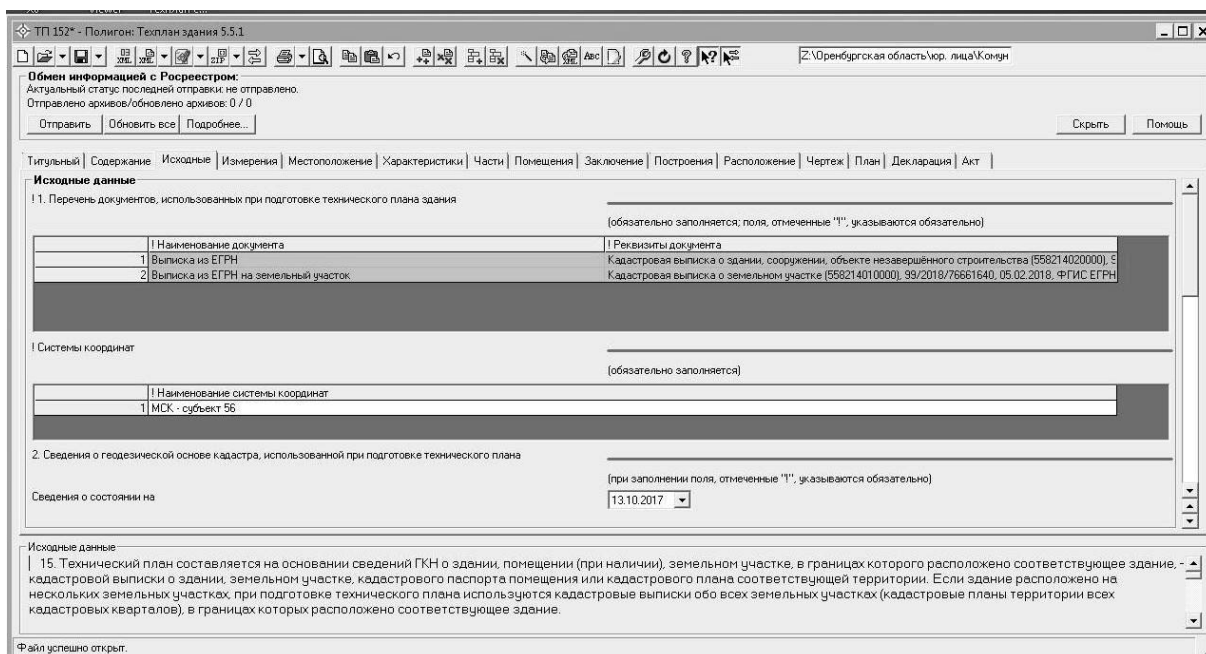 ТП 152* - Полигон: Техплан здания 5.5.1
Z:\Оренбургская область\юр. лица\Комун
Обмен информацией с Росреестром:
Актуальный статус последней отправки: не отправлено.
Отправлено архивов/обновлено архивов: 0 / 0
Отправить Обновить все Подробнее... Скрыть Помощь
Титульный Содержание Исходные Измерения Местоположение Характеристики Части Помещения Заключение Построения Расположение Чертеж План Декларация Акт
Исходные данные
! 1. Перечень документов, использованных при подготовке технического плана здания
(обязательно заполняется; поля, отмеченные "!", указываются обязательно)
! Наименование документа ! Реквизиты документа
1 Выписка из ЕГРН Кадастровая выписка о здании, сооружении, объекте незавершённого строительства (558214020000), 9
2 Выписка из ЕГРН на земельный участок Кадастровая выписка о земельном участке (558214010000), 99/2018/76661640, 05.02.2018, ФГИС ЕГРН
! Системы координат
(обязательно заполняется)
! Наименование системы координат
1 МСК - субъект 56
2. Сведения о геодезической основе кадастра, использованной при подготовке технического плана
(при заполнении поля, отмеченные "!", указываются обязательно)
Сведения о состоянии на 13.10.2017
Исходные данные
15. Технический план составляется на основании сведений ГКН о здании, помещении (при наличии), земельном участке, в границах которого расположено соответствующее здание, -
кадастровой выписки о здании, земельном участке, кадастрового паспорта помещения или кадастрового плана соответствующей территории. Если здание расположено на
нескольких земельных участках, при подготовке технического плана используются кадастровые выписки обо всех земельных участках (кадастровые планы территории всех
кадастровых кварталов), в границах которых расположено соответствующее здание.
Файл успешно открыт.